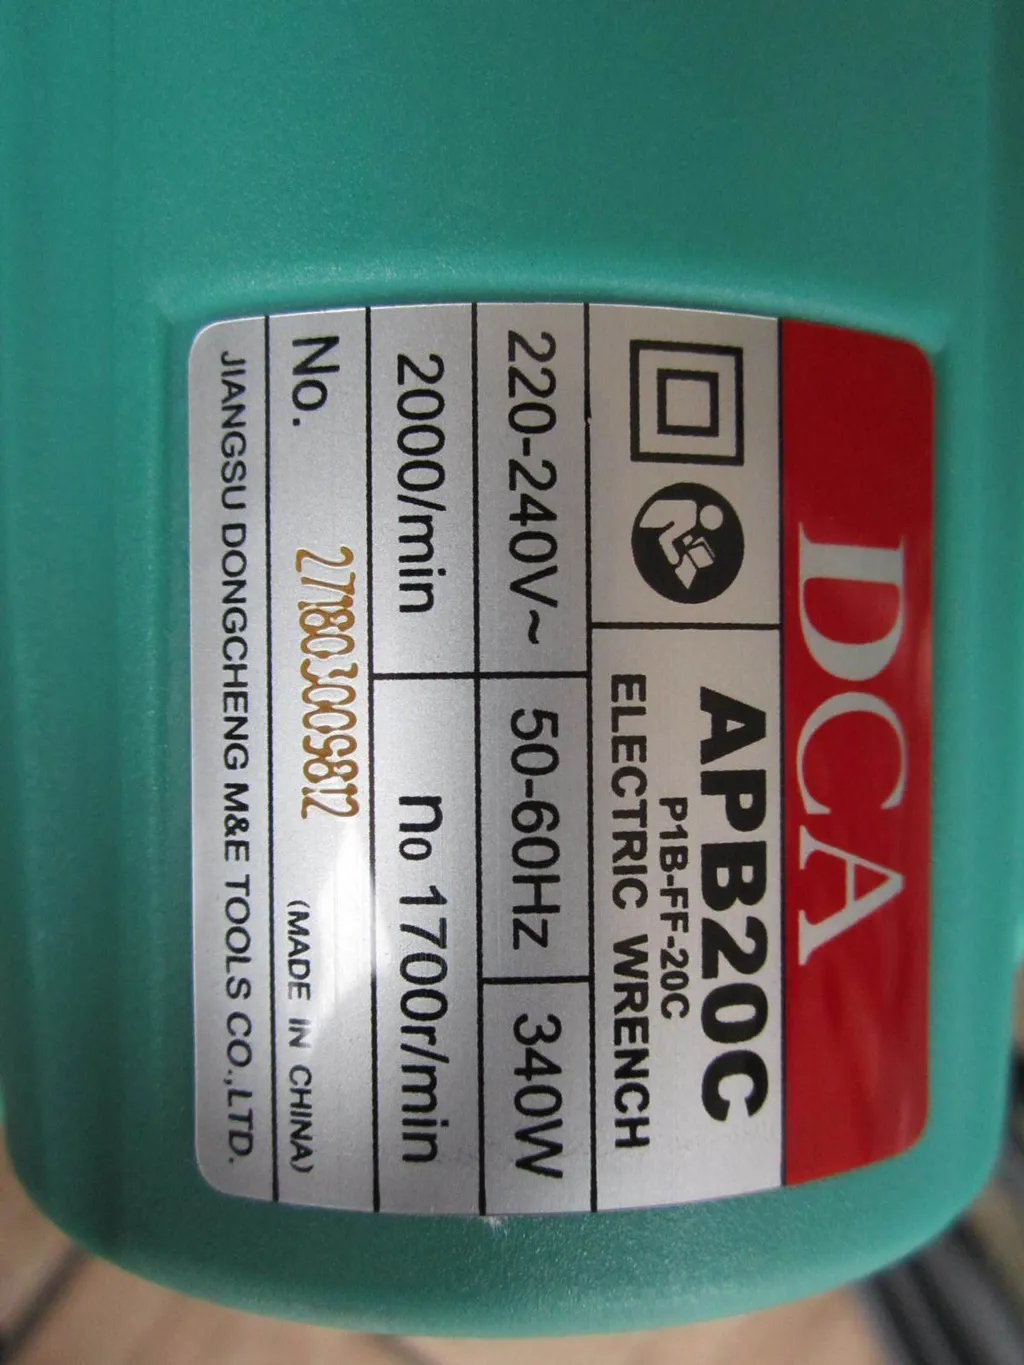 DCA
APB20C
P1B-FF-20C
ELECTRIC WRENCH
220-240V~ 50-60Hz 340W
2000/min no 1700r/min
No. 271803009812 (MADE IN CHINA)
JIANGSU DONGCHENG M&E TOOLS CO.,LTD.